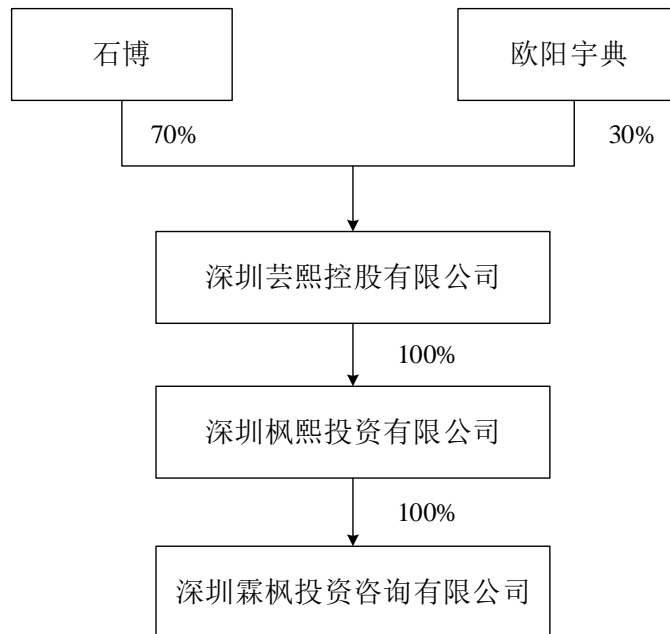 石博
欧阳宇典
70%
30%
深圳芸熙控股有限公司
100%
深圳枫熙投资有限公司
100%
深圳霖枫投资咨询有限公司